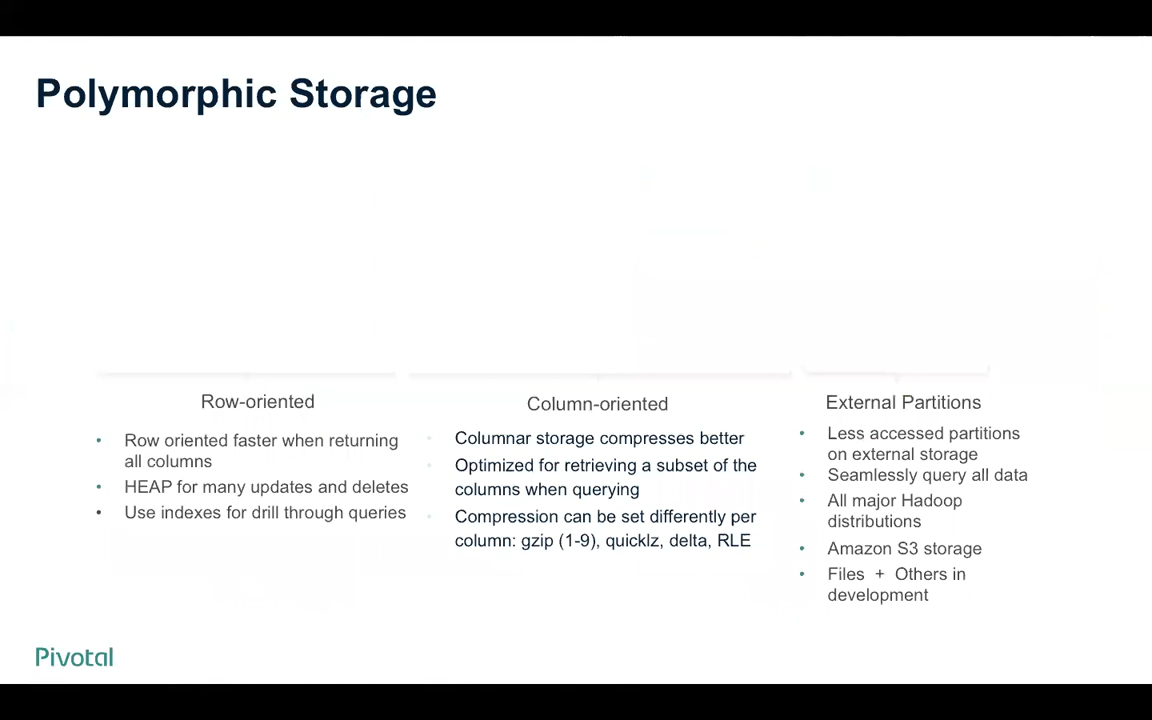 Polymorphic Storage
Row-oriented
• Row oriented faster when returning
all columns
• HEAP for many updates and deletes
• Use indexes for drill through queries
Column-oriented
• Columnar storage compresses better
• Optimized for retrieving a subset of the
columns when querying
• Compression can be set differently per
column: gzip (1-9), quicklz, delta, RLE
External Partitions
• Less accessed partitions
on external storage
• Seamlessly query all data
• All major Hadoop
distributions
• Amazon S3 storage
• Files + Others in
development
Pivotal